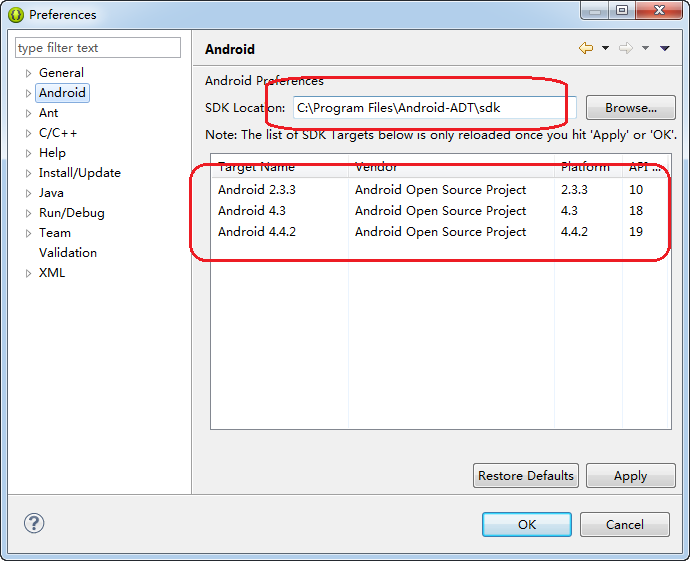 Preferences
type filter text
General
Android
Ant
C/C++
Help
Install/Update
Java
Run/Debug
Team
Validation
XML
Android
Android Preferences
SDK Location: C:\Program Files\Android-ADT\sdk Browse...
Note: The list of SDK Targets below is only reloaded once you hit 'Apply' or 'OK'.
Target Name Vendor Platform API ...
Android 2.3.3 Android Open Source Project 2.3.3 10
Android 4.3 Android Open Source Project 4.3 18
Android 4.4.2 Android Open Source Project 4.4.2 19
Restore Defaults Apply
? OK Cancel